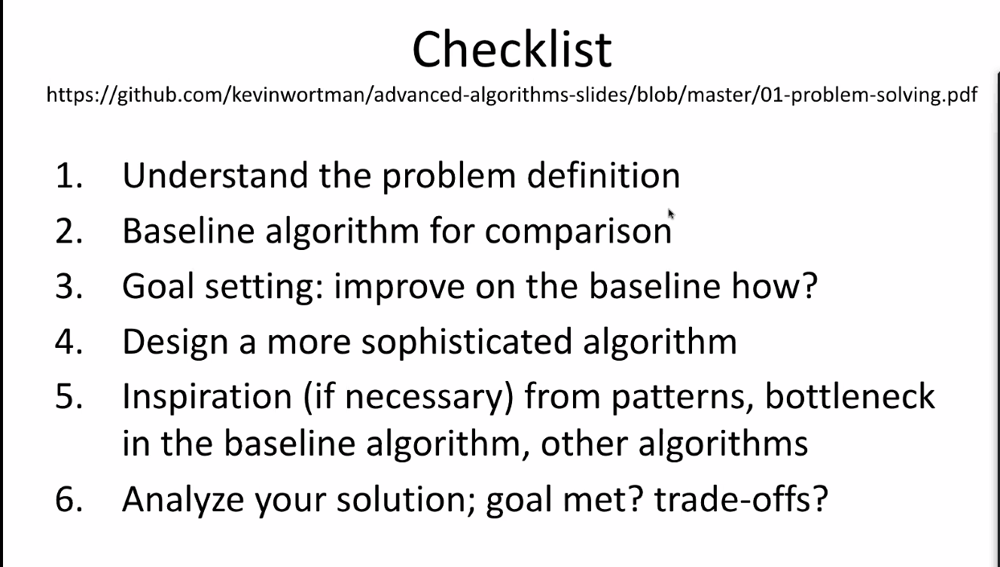 Checklist
https://github.com/kevinwortman/advanced-algorithms-slides/blob/master/01-problem-solving.pdf
1. Understand the problem definition
2. Baseline algorithm for comparison
3. Goal setting: improve on the baseline how?
4. Design a more sophisticated algorithm
5. Inspiration (if necessary) from patterns, bottleneck
in the baseline algorithm, other algorithms
6. Analyze your solution; goal met? trade-offs?